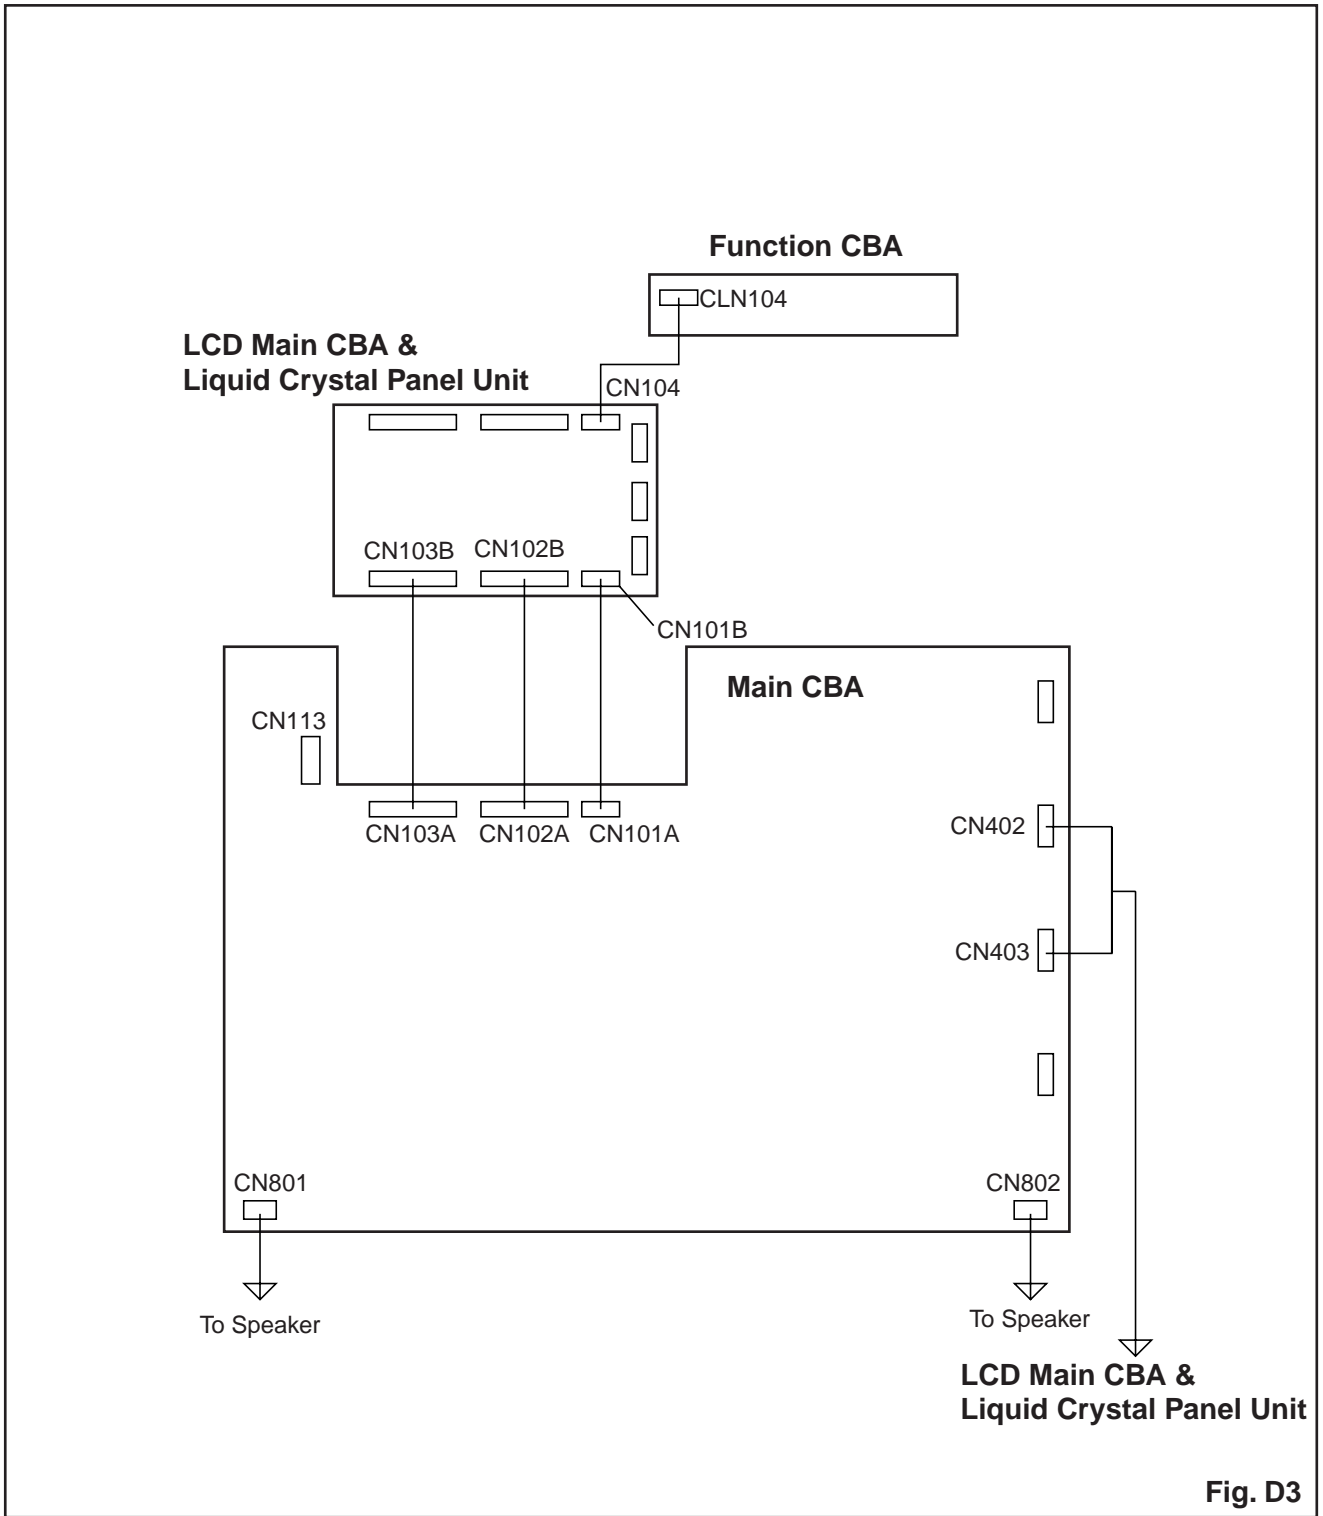 Function CBA
CLN104
LCD Main CBA &
Liquid Crystal Panel Unit
CN104
CN103B
CN102B
CN101B
Main CBA
CN113
CN103A
CN102A
CN101A
CN402
CN403
CN801
CN802
To Speaker
To Speaker
LCD Main CBA &
Liquid Crystal Panel Unit
Fig. D3